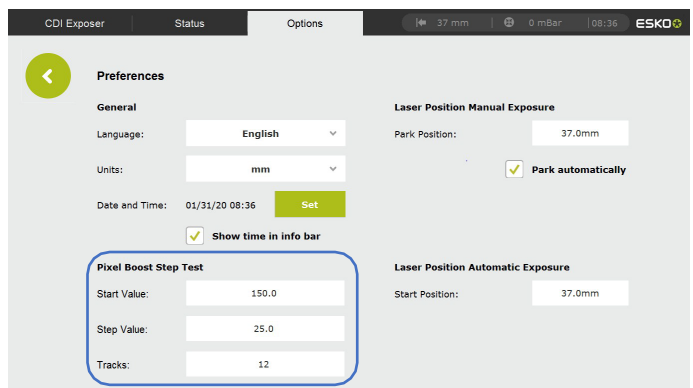 CDI Exposer Status Options 37 mm 0 mBar 08:36 ESKO
Preferences
General
Language: English
Units: mm
Date and Time: 01/31/20 08:36 Set
Show time in info bar
Pixel Boost Step Test
Start Value: 150.0
Step Value: 25.0
Tracks: 12
Laser Position Manual Exposure
Park Position: 37.0mm
Park automatically
Laser Position Automatic Exposure
Start Position: 37.0mm